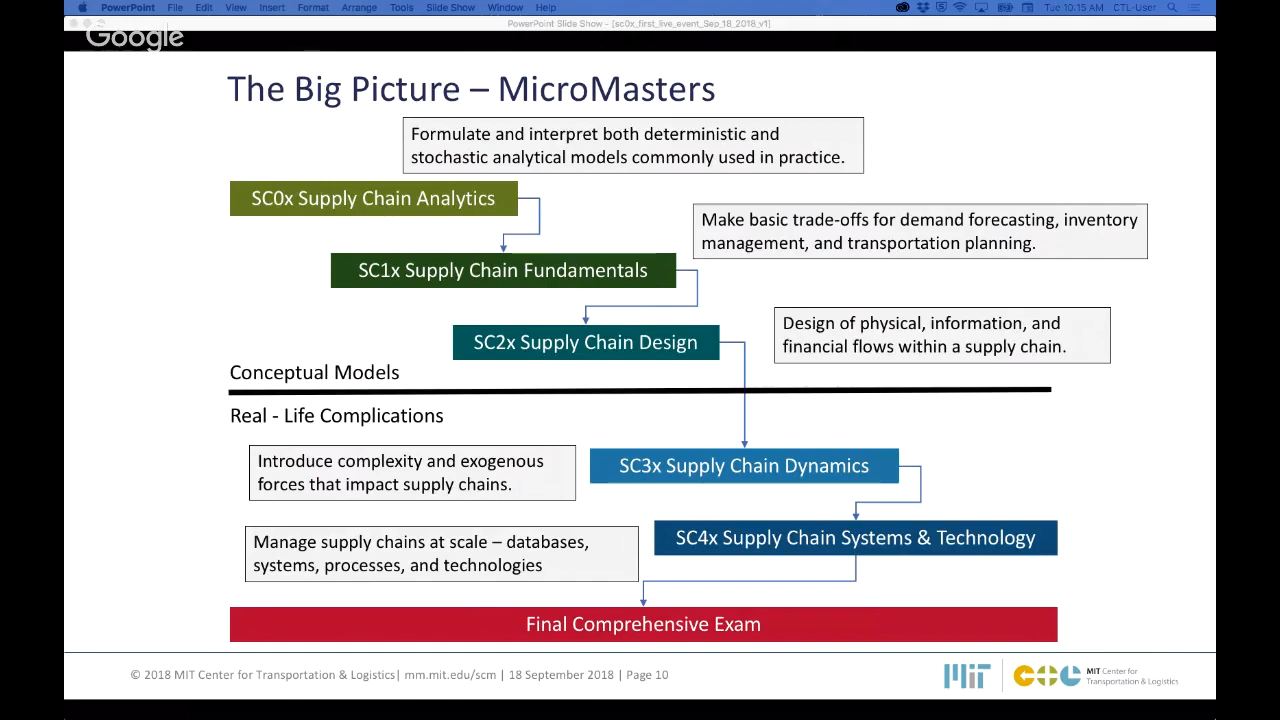 PowerPoint File Edit View Insert Format Arrange Tools Slide Show Window Help Tue 10:15 AM CTL-User
PowerPoint Slide Show - [sc0x_first_live_event_Sep_18_2018_v1]
Google
The Big Picture – MicroMasters
Formulate and interpret both deterministic and
stochastic analytical models commonly used in practice.
SC0x Supply Chain Analytics
Make basic trade-offs for demand forecasting, inventory
management, and transportation planning.
SC1x Supply Chain Fundamentals
Design of physical, information, and
financial flows within a supply chain.
SC2x Supply Chain Design
Conceptual Models
Real - Life Complications
Introduce complexity and exogenous
forces that impact supply chains.
SC3x Supply Chain Dynamics
Manage supply chains at scale – databases,
systems, processes, and technologies
SC4x Supply Chain Systems & Technology
Final Comprehensive Exam
© 2018 MIT Center for Transportation & Logistics| mm.mit.edu/scm | 18 September 2018 | Page 10
MIT
CTL
MIT Center for
Transportation & Logistics